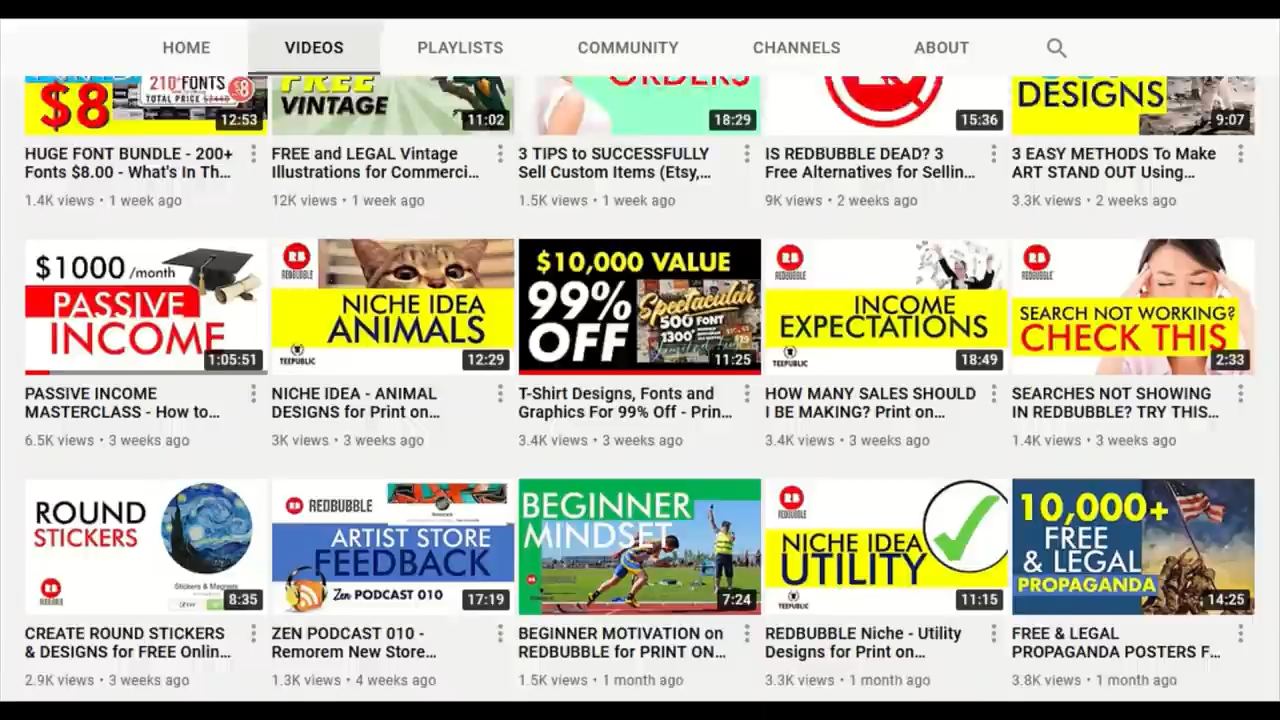 HOME VIDEOS PLAYLISTS COMMUNITY CHANNELS ABOUT
210+FONTS
TOTAL PRICE $2440
$8
$8
12:53
FREE
VINTAGE
11:02
ORDERS
18:29
15:36
DESIGNS
9:07
HUGE FONT BUNDLE - 200+
Fonts $8.00 - What's In Th...
1.4K views • 1 week ago
FREE and LEGAL Vintage
Illustrations for Commerci...
12K views • 1 week ago
3 TIPS to SUCCESSFULLY
Sell Custom Items (Etsy,...
1.5K views • 1 week ago
IS REDBUBBLE DEAD? 3
Free Alternatives for Sellin...
9K views • 2 weeks ago
3 EASY METHODS To Make
ART STAND OUT Using...
3.3K views • 2 weeks ago
$1000 /month
PASSIVE
INCOME
1:05:51
RB
REDBUBBLE
NICHE IDEA
ANIMALS
TEEPUBLIC
12:29
$10,000 VALUE
99%
OFF
Spectacular
500 FONT
1300+
11:25
RB
REDBUBBLE
INCOME
EXPECTATIONS
TEEPUBLIC
18:49
RB
REDBUBBLE
SEARCH NOT WORKING?
CHECK THIS
2:33
PASSIVE INCOME
MASTERCLASS - How to...
6.5K views • 3 weeks ago
NICHE IDEA - ANIMAL
DESIGNS for Print on...
3K views • 3 weeks ago
T-Shirt Designs, Fonts and
Graphics For 99% Off - Prin...
3.4K views • 3 weeks ago
HOW MANY SALES SHOULD
I BE MAKING? Print on...
3.4K views • 3 weeks ago
SEARCHES NOT SHOWING
IN REDBUBBLE? TRY THIS...
1.4K views • 3 weeks ago
ROUND
STICKERS
RB
REDBUBBLE
Stickers & Magnets
8:35
REDBUBBLE
ARTIST STORE
FEEDBACK
Zen PODCAST 010
17:19
BEGINNER
MINDSET
7:24
RB
REDBUBBLE
NICHE IDEA
UTILITY
TEEPUBLIC
11:15
10,000+
FREE
& LEGAL
PROPAGANDA
14:25
CREATE ROUND STICKERS
& DESIGNS for FREE Onlin...
2.9K views • 3 weeks ago
ZEN PODCAST 010 -
Remorem New Store...
1.3K views • 4 weeks ago
BEGINNER MOTIVATION on
REDBUBBLE for PRINT ON...
1.5K views • 1 month ago
REDBUBBLE Niche - Utility
Designs for Print on...
3.3K views • 1 month ago
FREE & LEGAL
PROPAGANDA POSTERS F...
3.8K views • 1 month ago